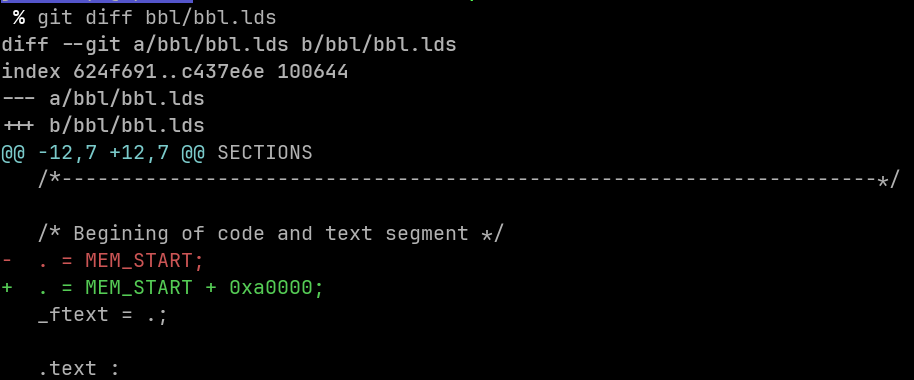 % git diff bbl/bbl.lds
diff --git a/bbl/bbl.lds b/bbl/bbl.lds
index 624f691..c437e6e 100644
--- a/bbl/bbl.lds
+++ b/bbl/bbl.lds
@@ -12,7 +12,7 @@ SECTIONS
/*--------------------------------------------------------------------*/
/* Begining of code and text segment */
- . = MEM_START;
+ . = MEM_START + 0xa0000;
_ftext = .;
.text :